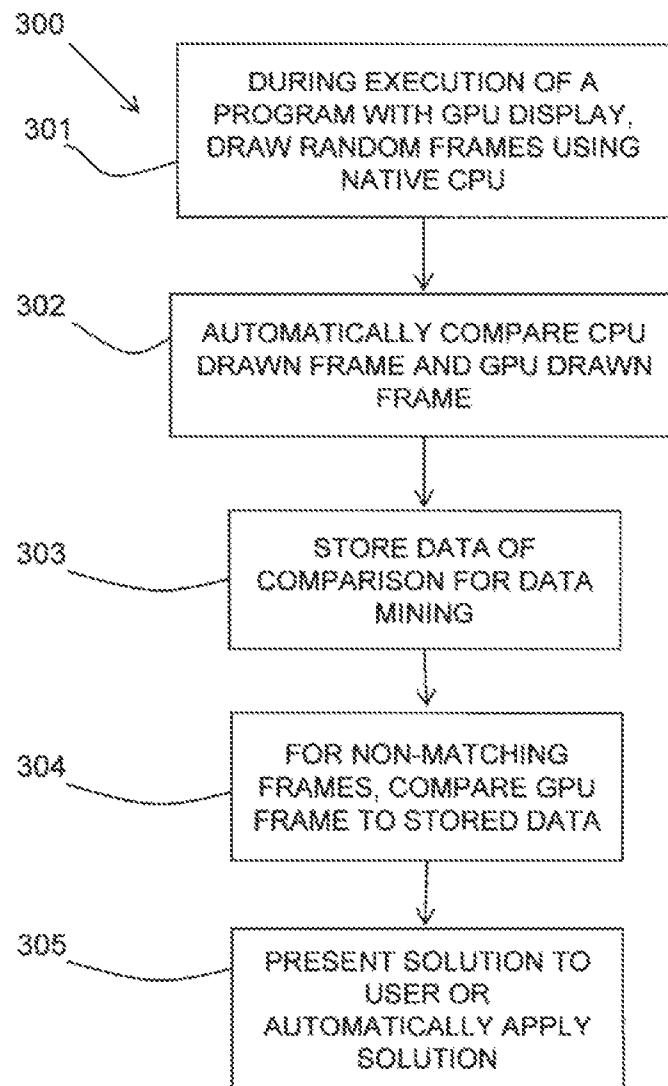 300
301
DURING EXECUTION OF A
PROGRAM WITH GPU DISPLAY,
DRAW RANDOM FRAMES USING
NATIVE CPU
302
AUTOMATICALLY COMPARE CPU
DRAWN FRAME AND GPU DRAWN
FRAME
303
STORE DATA OF
COMPARISON FOR DATA
MINING
304
FOR NON-MATCHING
FRAMES, COMPARE GPU
FRAME TO STORED DATA
305
PRESENT SOLUTION TO
USER OR
AUTOMATICALLY APPLY
SOLUTION